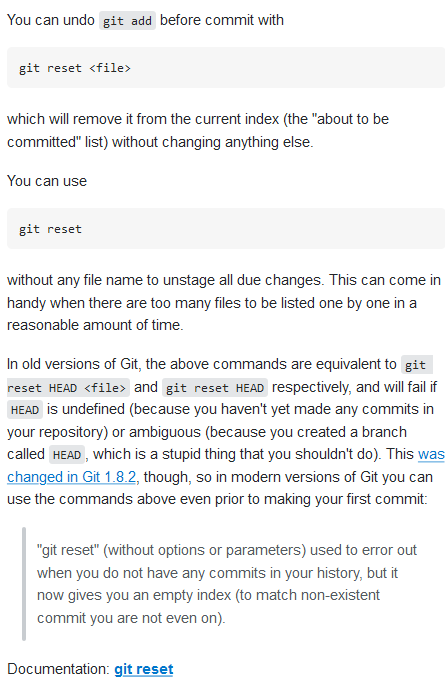 You can undo git add before commit with
git reset <file>
which will remove it from the current index (the "about to be
committed" list) without changing anything else.
You can use
git reset
without any file name to unstage all due changes. This can come in
handy when there are too many files to be listed one by one in a
reasonable amount of time.
In old versions of Git, the above commands are equivalent to git
reset HEAD <file> and git reset HEAD respectively, and will fail if
HEAD is undefined (because you haven't yet made any commits in
your repository) or ambiguous (because you created a branch
called HEAD, which is a stupid thing that you shouldn't do). This was
changed in Git 1.8.2, though, so in modern versions of Git you can
use the commands above even prior to making your first commit:
"git reset" (without options or parameters) used to error out
when you do not have any commits in your history, but it
now gives you an empty index (to match non-existent
commit you are not even on).
Documentation: git reset